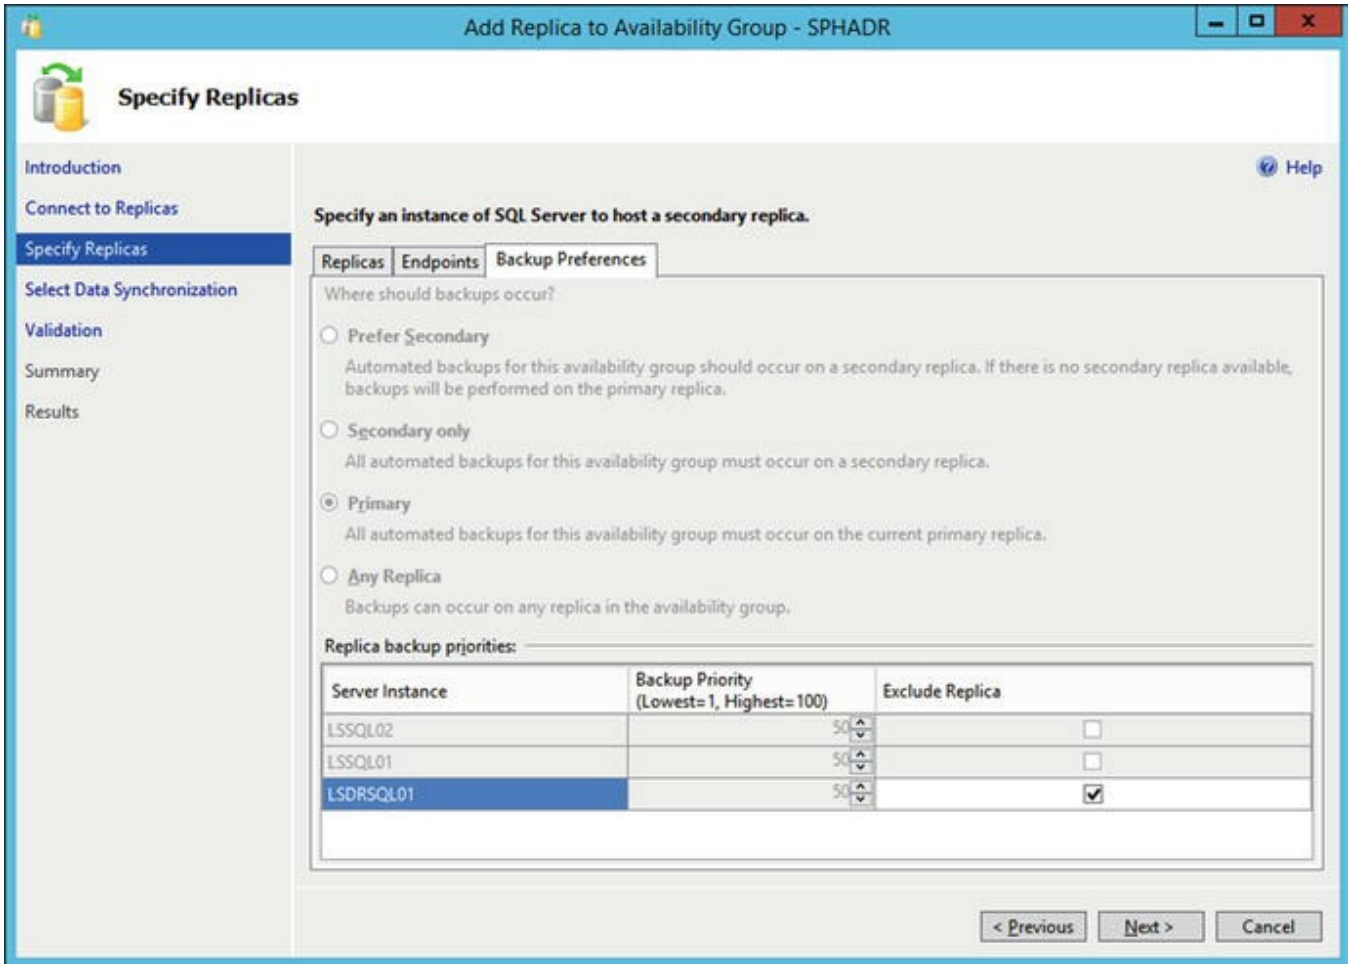 Add Replica to Availability Group - SPHADR
Specify Replicas
Introduction
Connect to Replicas
Specify Replicas
Select Data Synchronization
Validation
Summary
Results
Help
Specify an instance of SQL Server to host a secondary replica.
Replicas Endpoints Backup Preferences
Where should backups occur?
Prefer Secondary
Automated backups for this availability group should occur on a secondary replica. If there is no secondary replica available,
backups will be performed on the primary replica.
Secondary only
All automated backups for this availability group must occur on a secondary replica.
Primary
All automated backups for this availability group must occur on the current primary replica.
Any Replica
Backups can occur on any replica in the availability group.
Replica backup priorities:
Server Instance Backup Priority (Lowest=1, Highest=100) Exclude Replica
LSSQL02 50
LSSQL01 50
LSDRSQL01 50
< Previous Next > Cancel